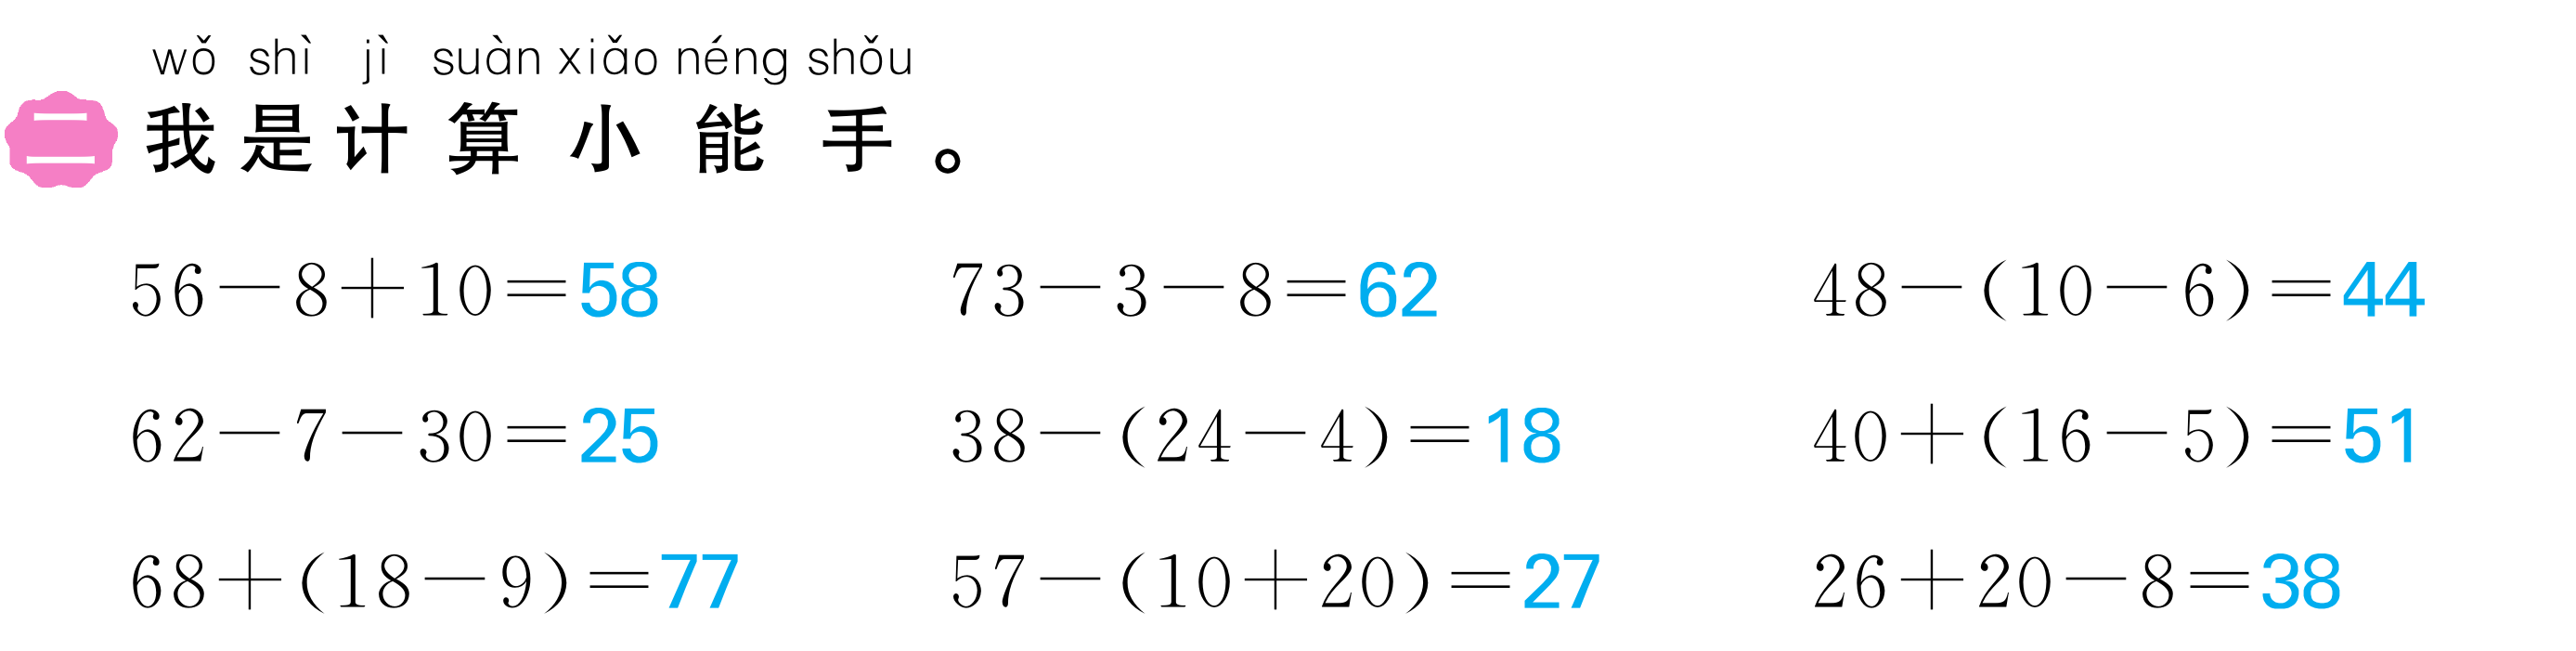 wǒ shì jì suàn xiǎo néng shǒu
二 我是计算小能手。
56－8＋10＝58 73－3－8＝62 48－(10－6)＝44
62－7－30＝25 38－(24－4)＝18 40＋(16－5)＝51
68＋(18－9)＝77 57－(10＋20)＝27 26＋20－8＝38